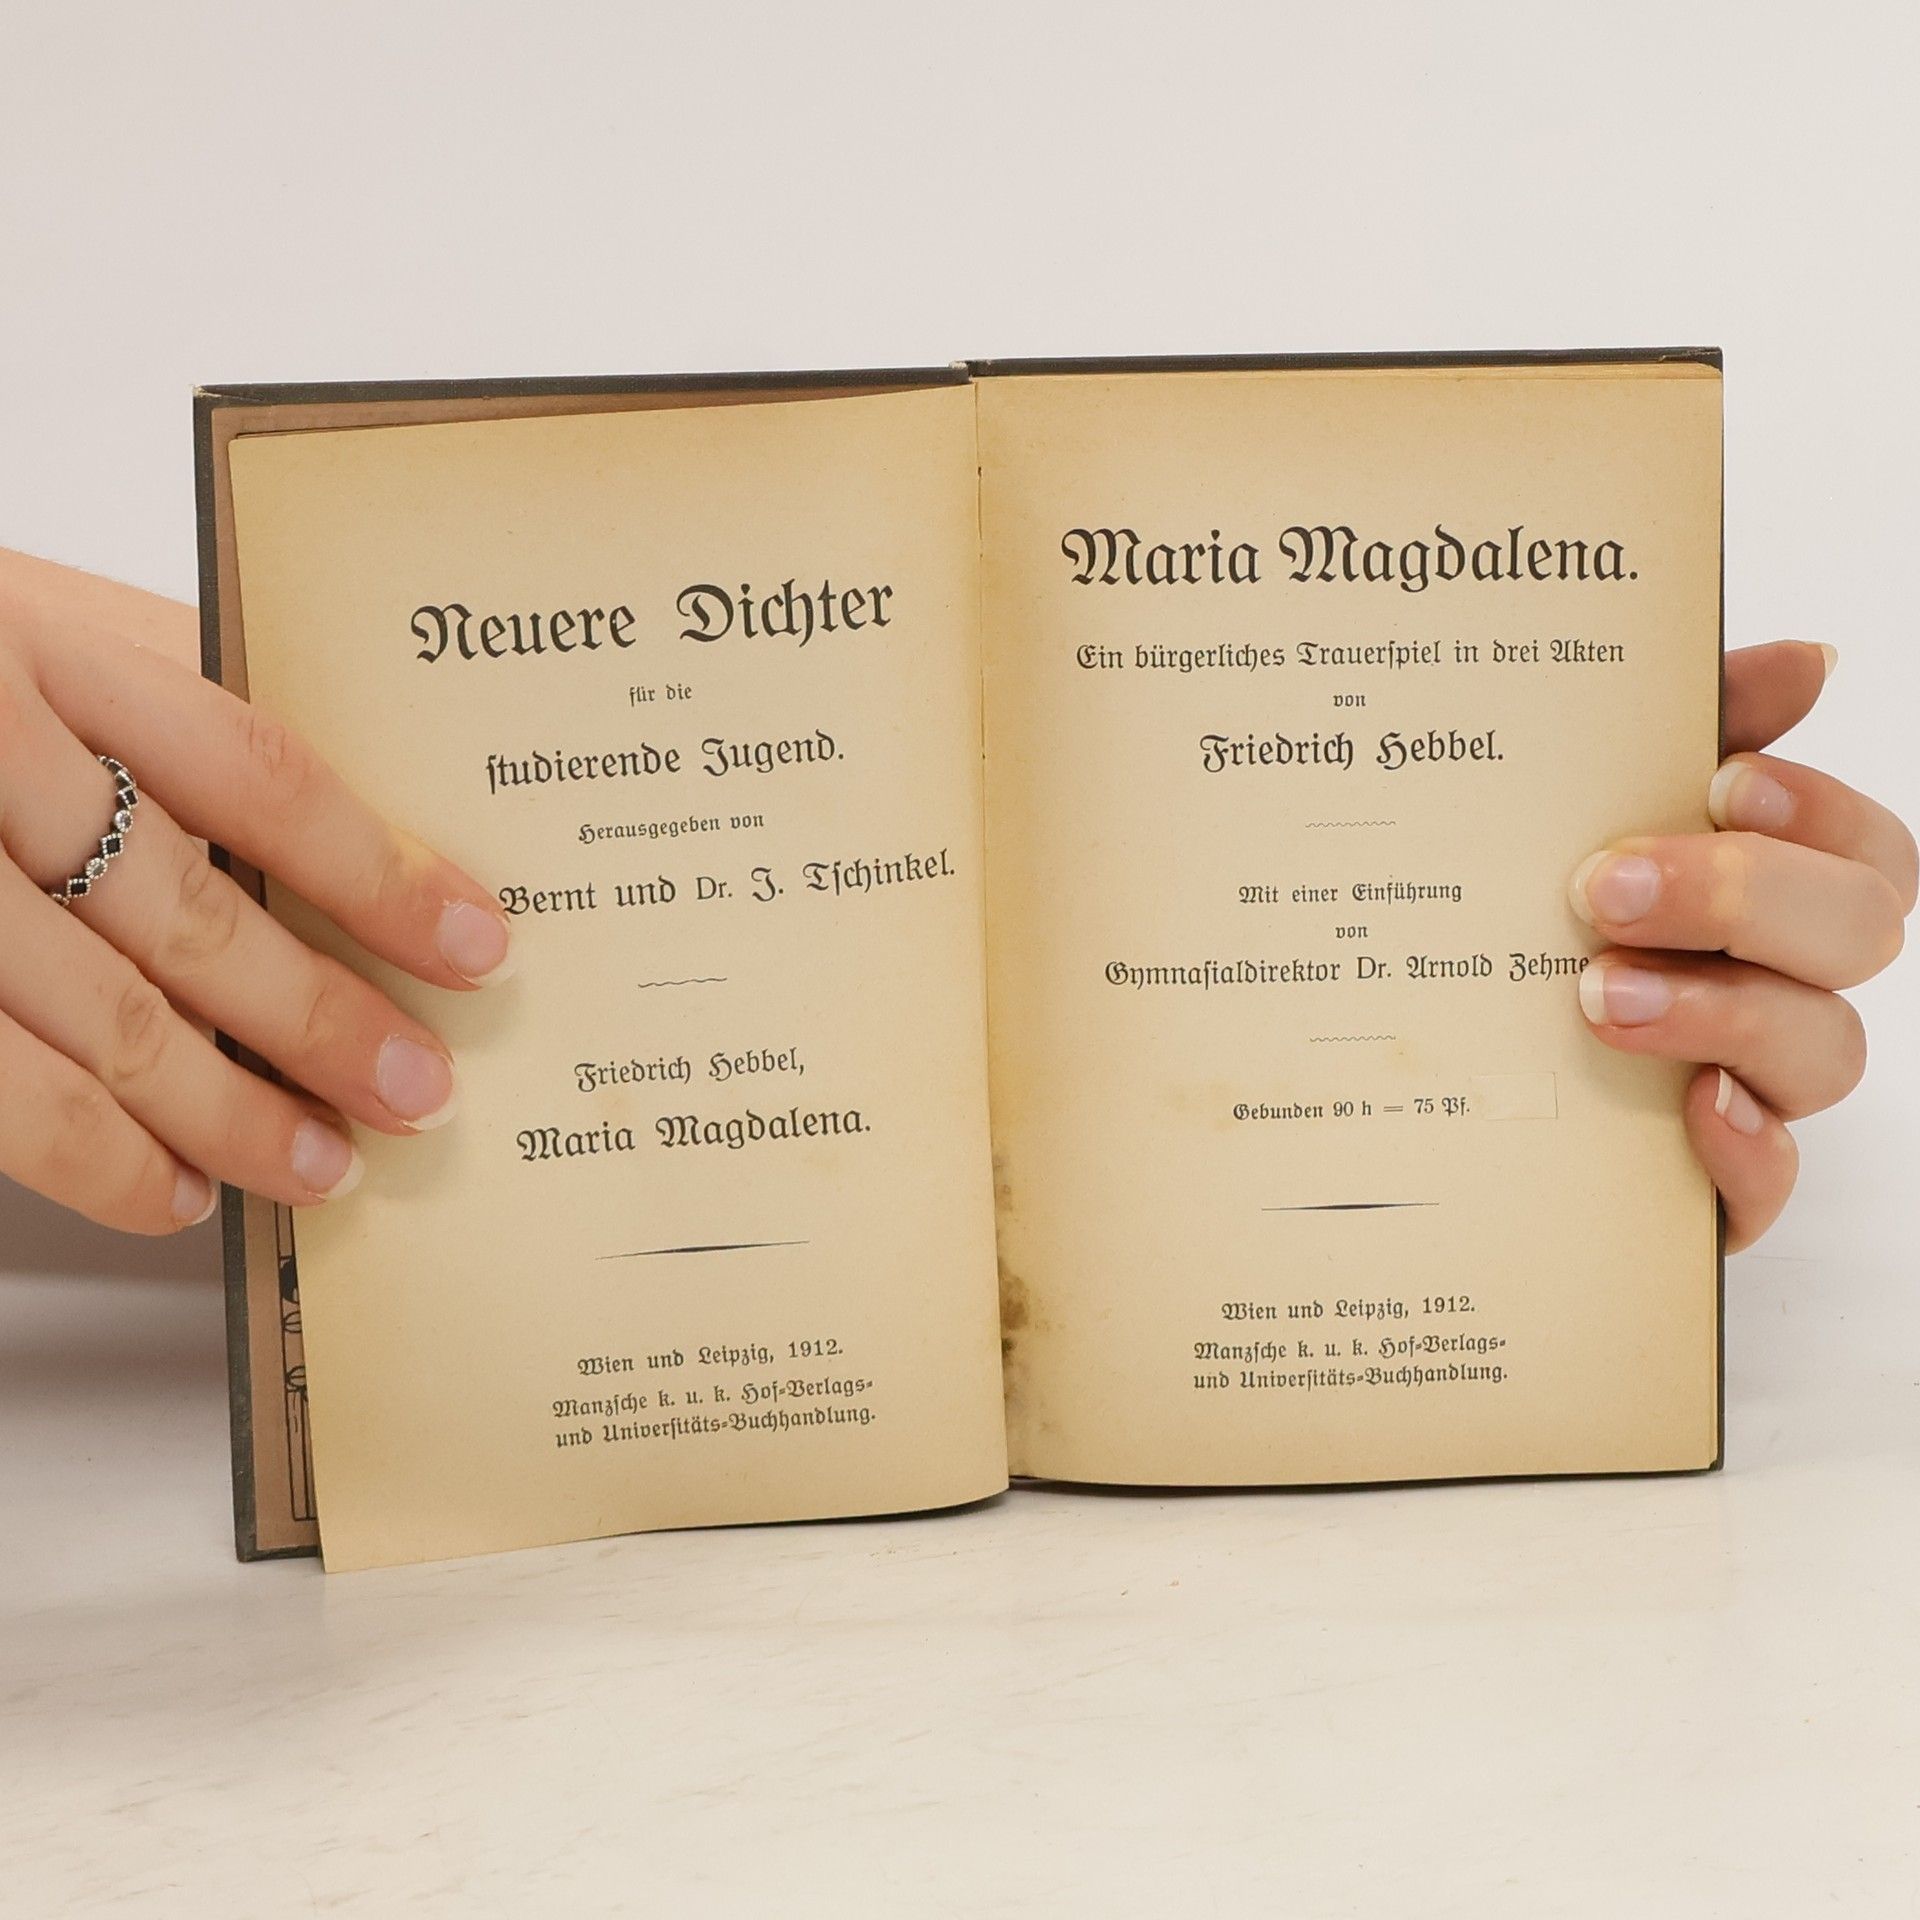 Neuere Dichter
für die
studierende Jugend.
Herausgegeben von
Bernt und Dr. J. Tschinkel.
Friedrich Hebbel,
Maria Magdalena.
Wien und Leipzig, 1912.
Manzsche k. u. k. Hof-Verlags-
und Universitäts-Buchhandlung.
Maria Magdalena.
Ein bürgerliches Trauerspiel in drei Akten
von
Friedrich Hebbel.
Mit einer Einführung
von
Gymnasialdirektor Dr. Arnold Zehme
Gebunden 90 h = 75 Pf.
Wien und Leipzig, 1912.
Manzsche k. u. k. Hof-Verlags-
und Universitäts-Buchhandlung.